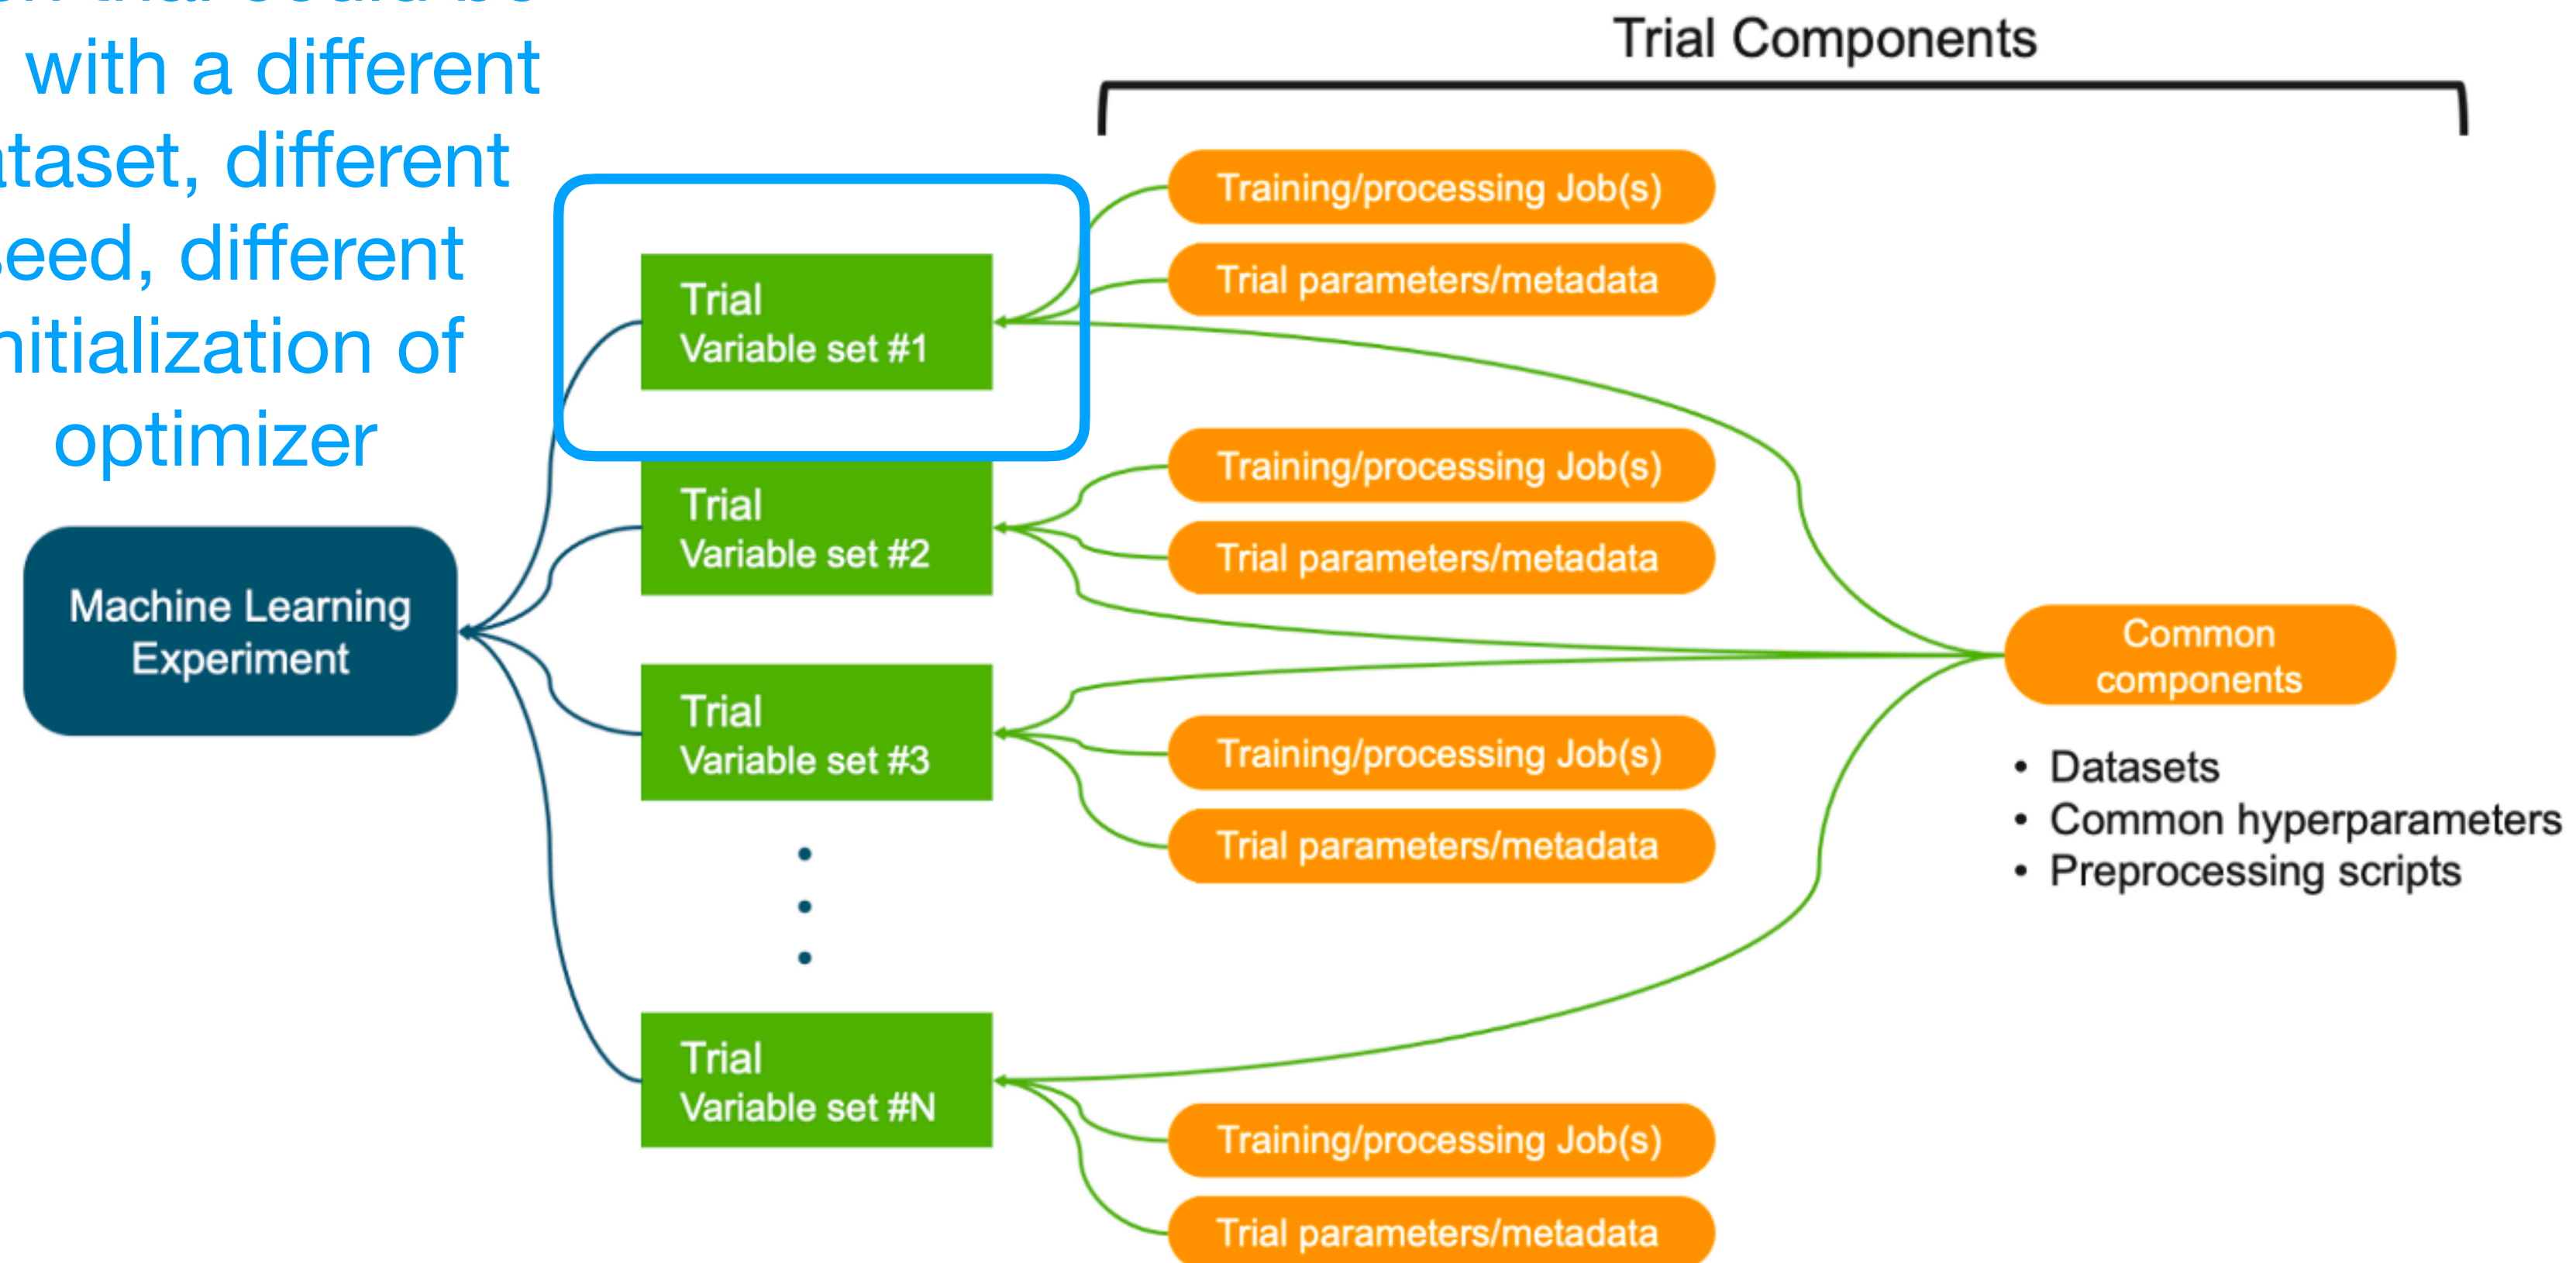 trial could be
with a different
different
different
of
optimizer
Trial Components
Training/processing Job(s)
Trial parameters/metadata
Trial
Variable set #1
Training/processing Job(s)
Trial parameters/metadata
Trial
Variable set #2
Machine Learning
Experiment
Common
components
Trial
Variable set #3
Training/processing Job(s)
Trial parameters/metadata
• Datasets
• Common hyperparameters
• Preprocessing scripts
Trial
Variable set #N
Training/processing Job(s)
Trial parameters/metadata